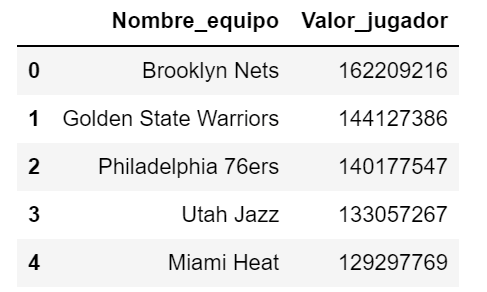 Nombre_equipo Valor_jugador
0 Brooklyn Nets 162209216
1 Golden State Warriors 144127386
2 Philadelphia 76ers 140177547
3 Utah Jazz 133057267
4 Miami Heat 129297769